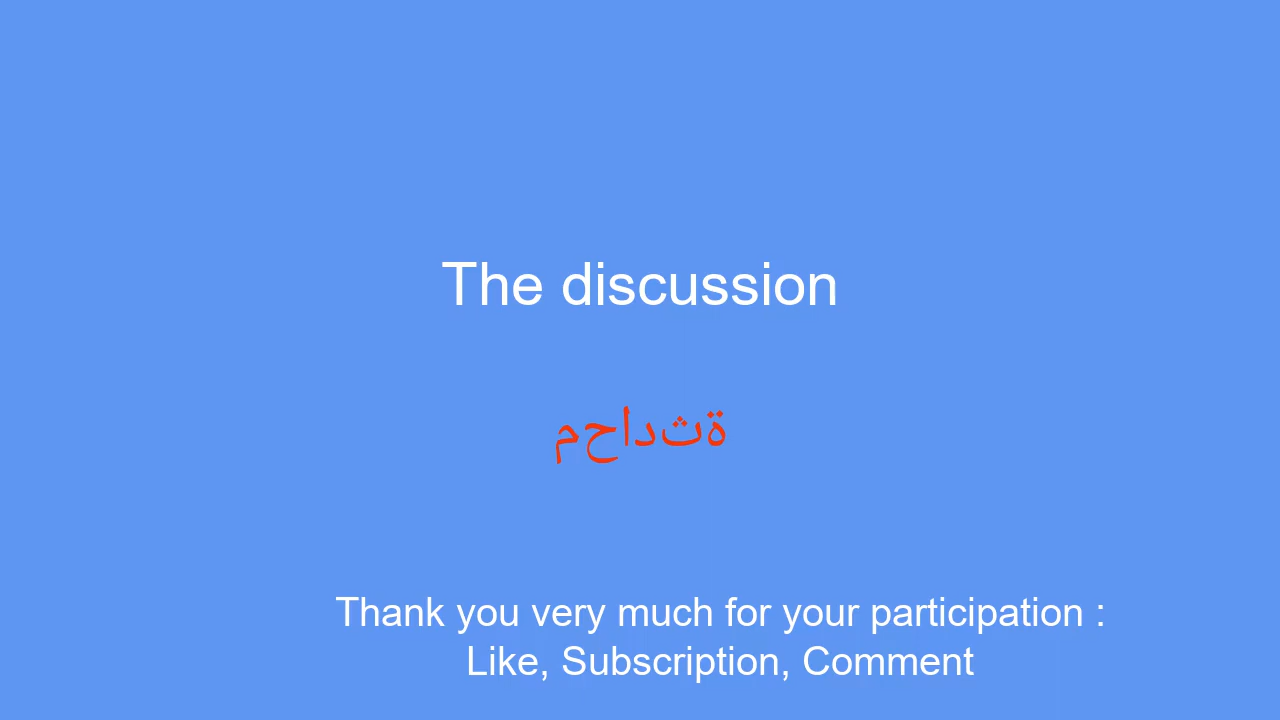 The discussion
محادثة
Thank you very much for your participation :
Like, Subscription, Comment